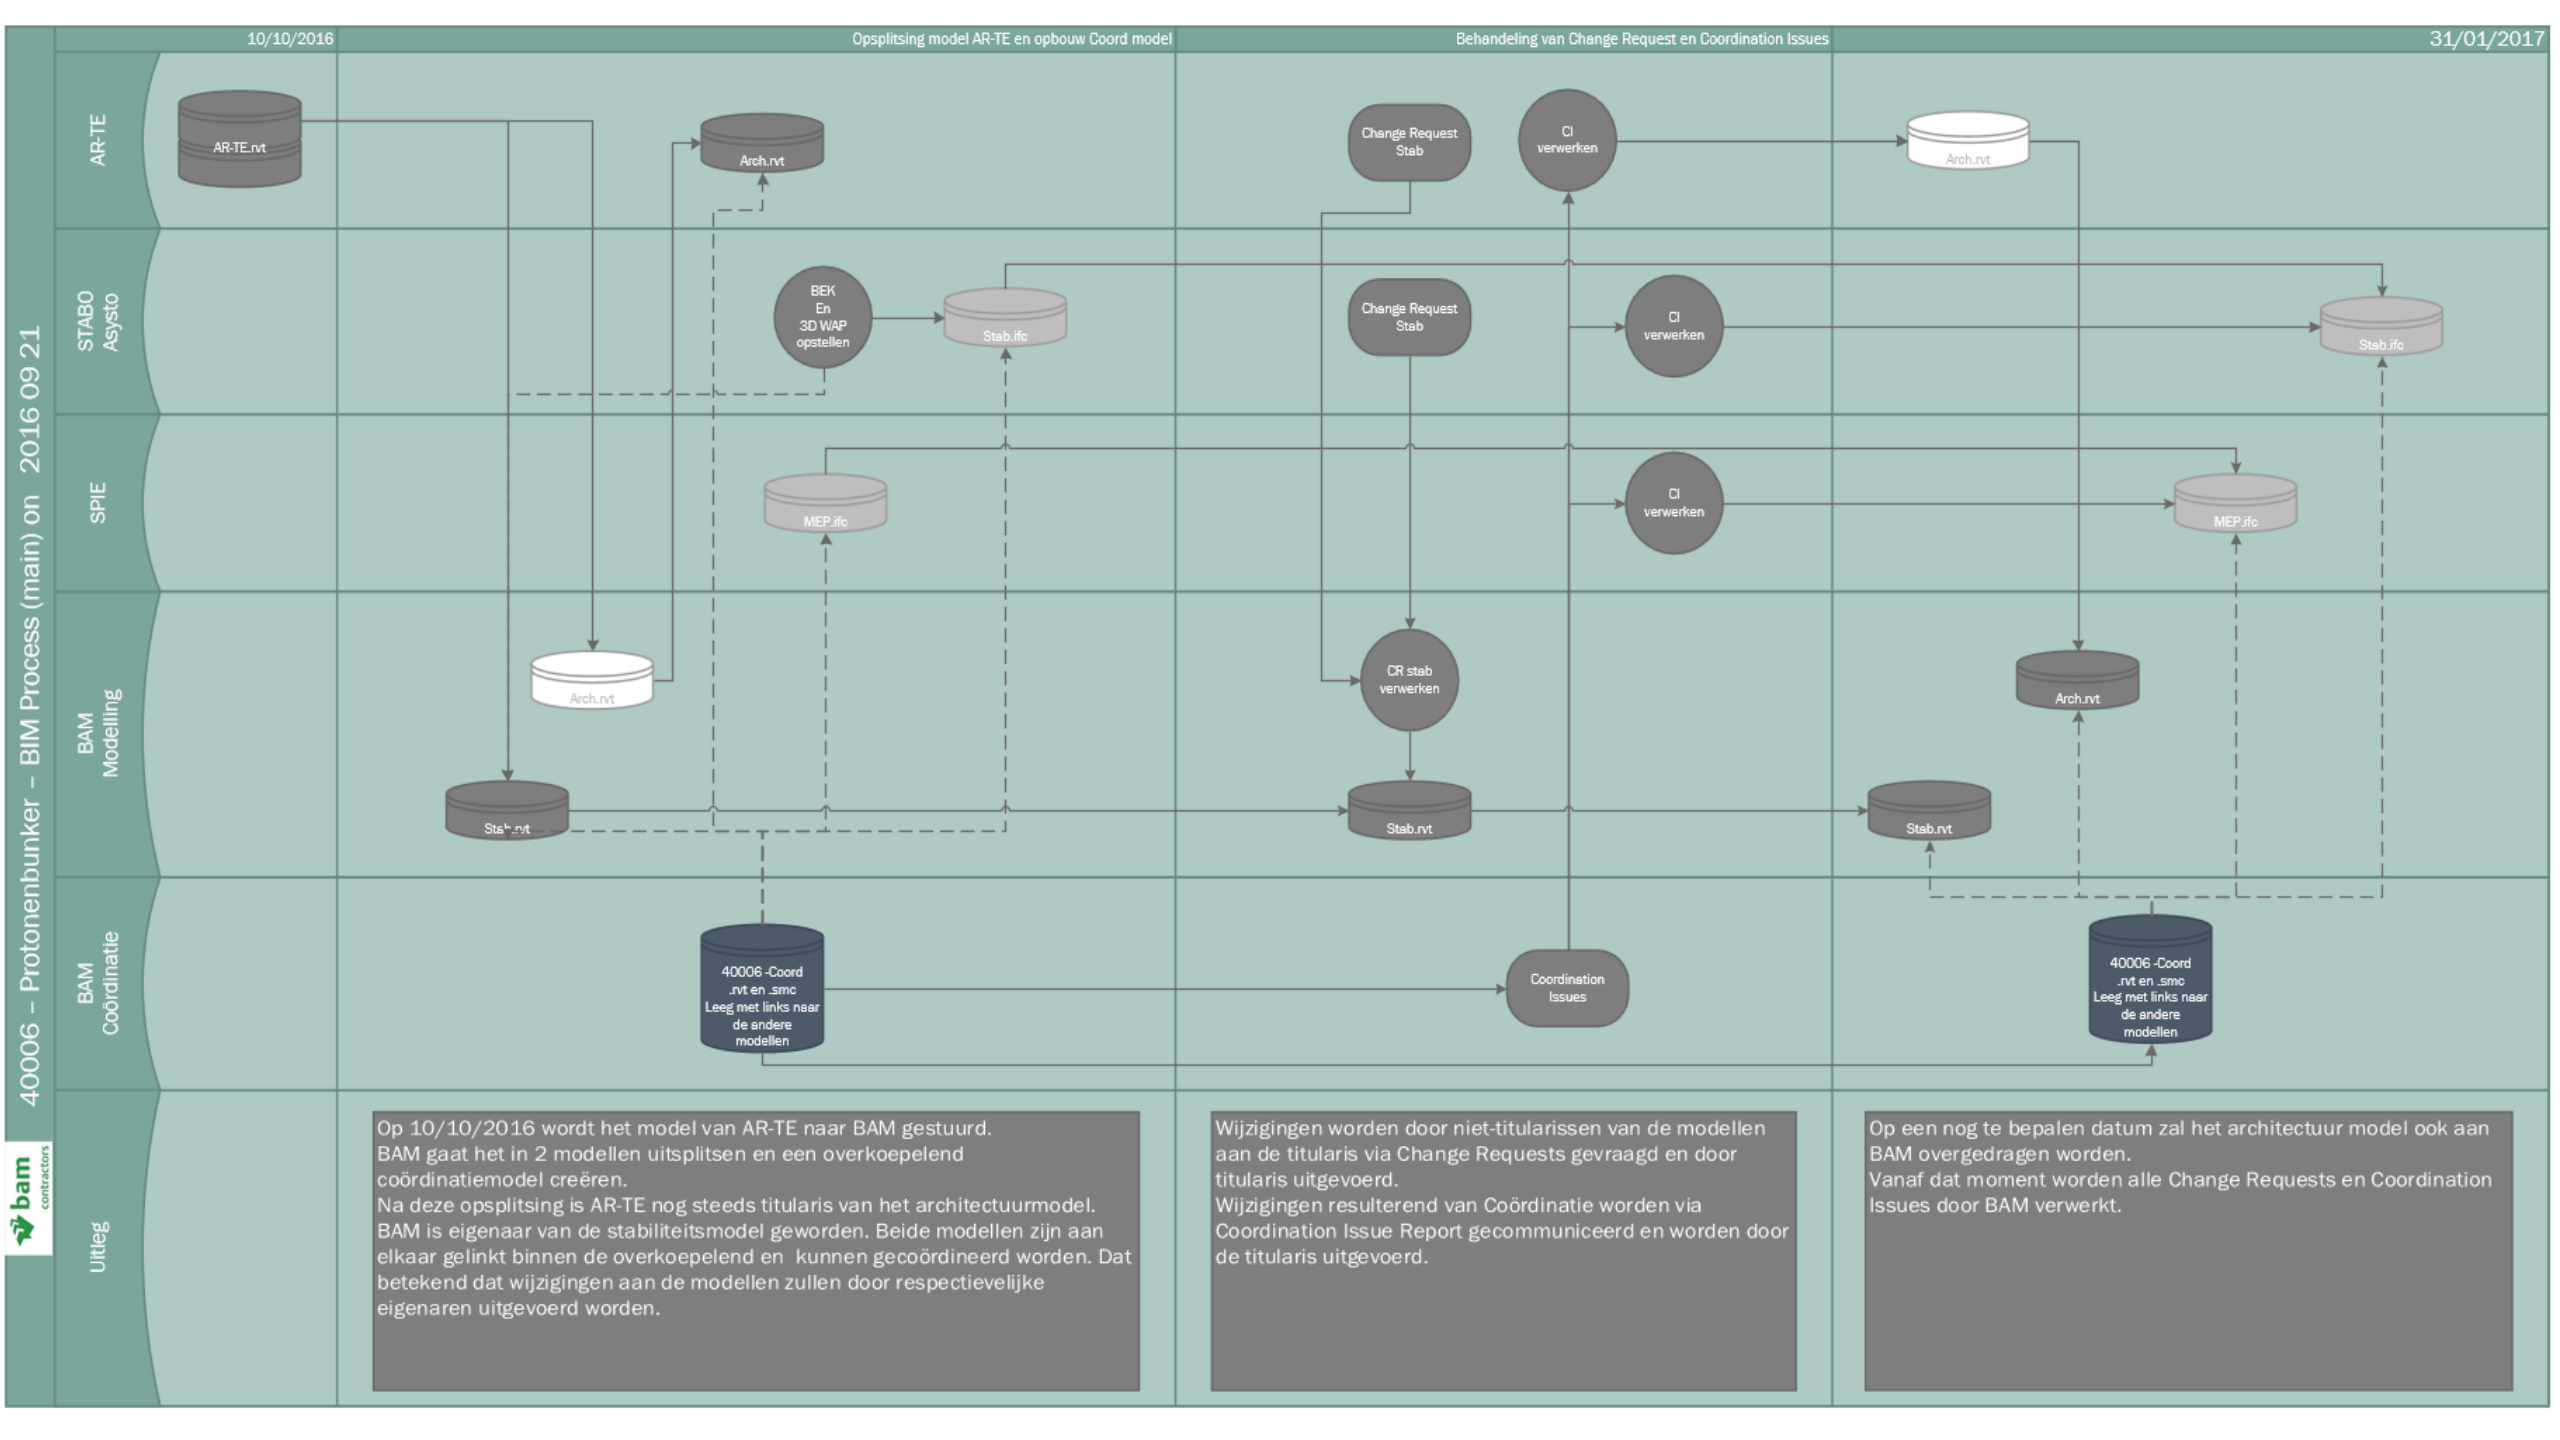 40006 – Protonenbunker – BIM Process (main) on 2016 09 21
bam
contractors
10/10/2016
Opsplitsing model AR-TE en opbouw Coord model
Behandeling van Change Request en Coordination Issues
31/01/2017
AR-TE
AR-TE.rvt
Arch.rvt
Change Request
Stab
CI
verwerken
Arch.rvt
STABO
Asysto
BEK
En
3D WAP
opstellen
Stab.ifc
Change Request
Stab
CI
verwerken
Stab.ifc
SPIE
MEP.ifc
CI
verwerken
MEP.ifc
BAM
Modelling
Arch.rvt
Stab.rvt
CR stab
verwerken
Stab.rvt
Arch.rvt
Stab.rvt
BAM
Coördinatie
40006 -Coord
.rvt en .smc
Leeg met links naar
de andere
modellen
Coordination
Issues
40006 -Coord
.rvt en .smc
Leeg met links naar
de andere
modellen
Uitleg
Op 10/10/2016 wordt het model van AR-TE naar BAM gestuurd.
BAM gaat het in 2 modellen uitsplitsen en een overkoepelend
coördinatiemodel creëren.
Na deze opsplitsing is AR-TE nog steeds titularis van het architectuurmodel.
BAM is eigenaar van de stabiliteitsmodel geworden. Beide modellen zijn aan
elkaar gelinkt binnen de overkoepelend en kunnen gecoördineerd worden. Dat
betekend dat wijzigingen aan de modellen zullen door respectievelijke
eigenaren uitgevoerd worden.
Wijzigingen worden door niet-titularissen van de modellen
aan de titularis via Change Requests gevraagd en door
titularis uitgevoerd.
Wijzigingen resulterend van Coördinatie worden via
Coordination Issue Report gecommuniceerd en worden door
de titularis uitgevoerd.
Op een nog te bepalen datum zal het architectuur model ook aan
BAM overgedragen worden.
Vanaf dat moment worden alle Change Requests en Coordination
Issues door BAM verwerkt.